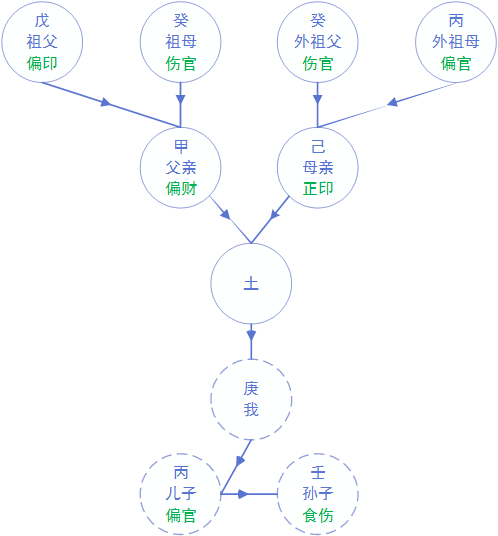 戊
祖父
偏印
癸
祖母
伤官
癸
外祖父
伤官
丙
外祖母
偏官
甲
父亲
偏财
己
母亲
正印
土
庚
我
丙
儿子
偏官
壬
孙子
食伤